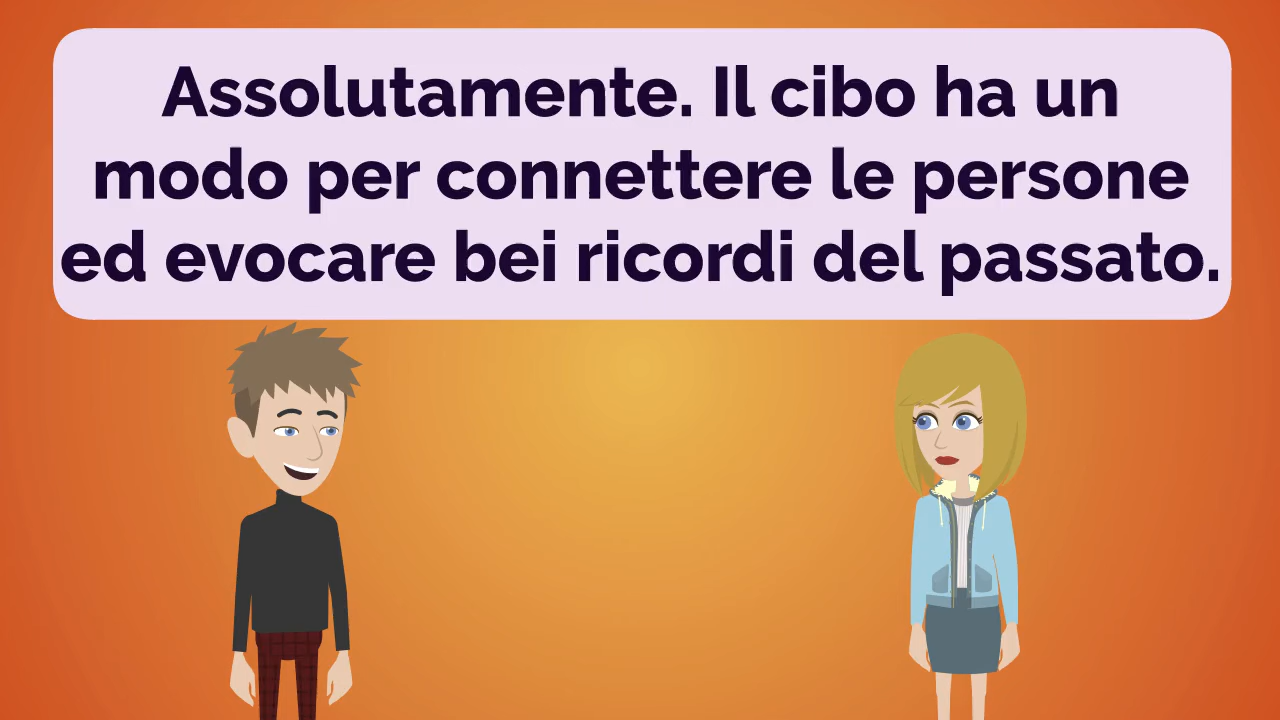 Assolutamente. Il cibo ha un
modo per connettere le persone
ed evocare bei ricordi del passato.